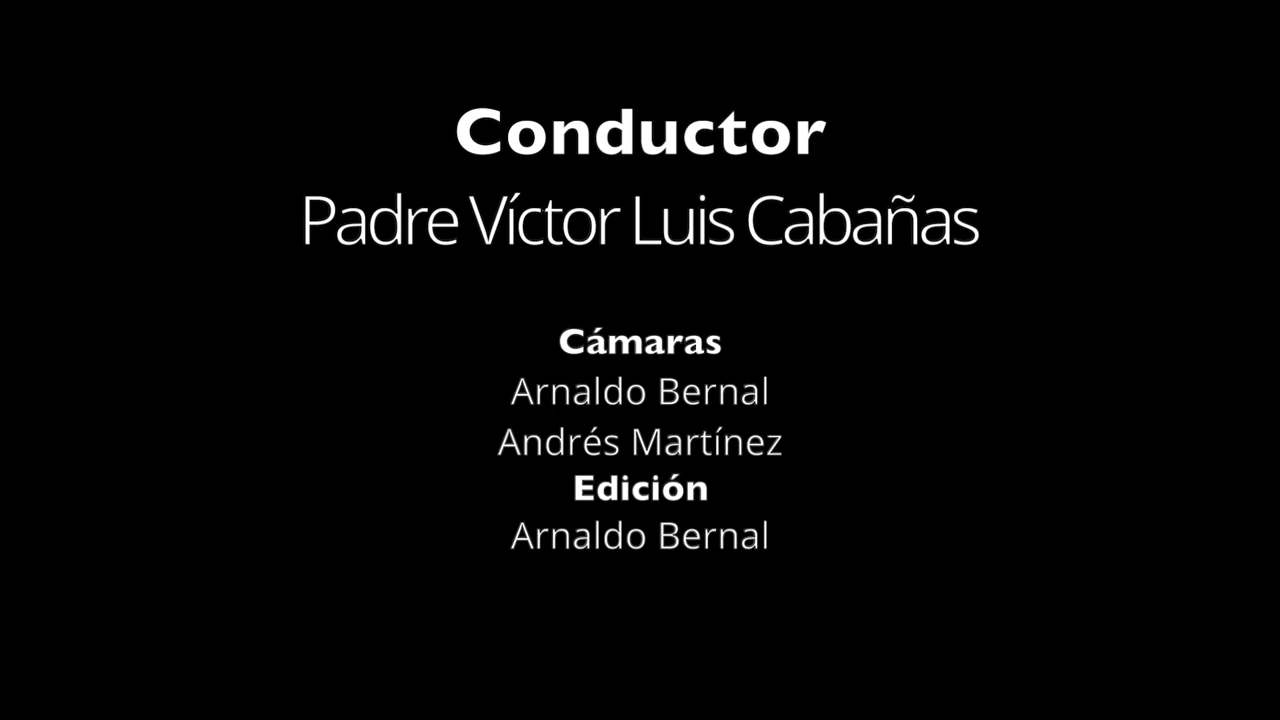 Conductor
Padre Víctor Luis Cabañas
Cámaras
Arnaldo Bernal
Andrés Martínez
Edición
Arnaldo Bernal